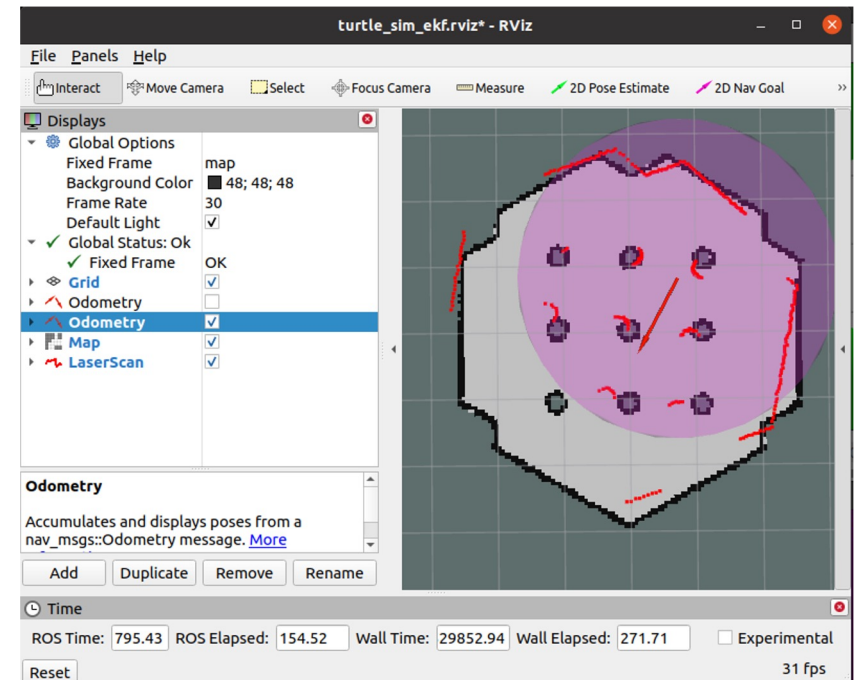 turtle_sim_ekf.rviz* - RViz
File Panels Help
Interact Move Camera Select Focus Camera Measure 2D Pose Estimate 2D Nav Goal »
Displays
Global Options
Fixed Frame map
Background Color 48; 48; 48
Frame Rate 30
Default Light ✓
✓ Global Status: Ok
✓ Fixed Frame OK
Grid ✓
Odometry
Odometry ✓
Map ✓
LaserScan ✓
Odometry
Accumulates and displays poses from a
nav_msgs::Odometry message. More
Add Duplicate Remove Rename
Time
ROS Time: 795.43 ROS Elapsed: 154.52 Wall Time: 29852.94 Wall Elapsed: 271.71 Experimental
Reset 31 fps